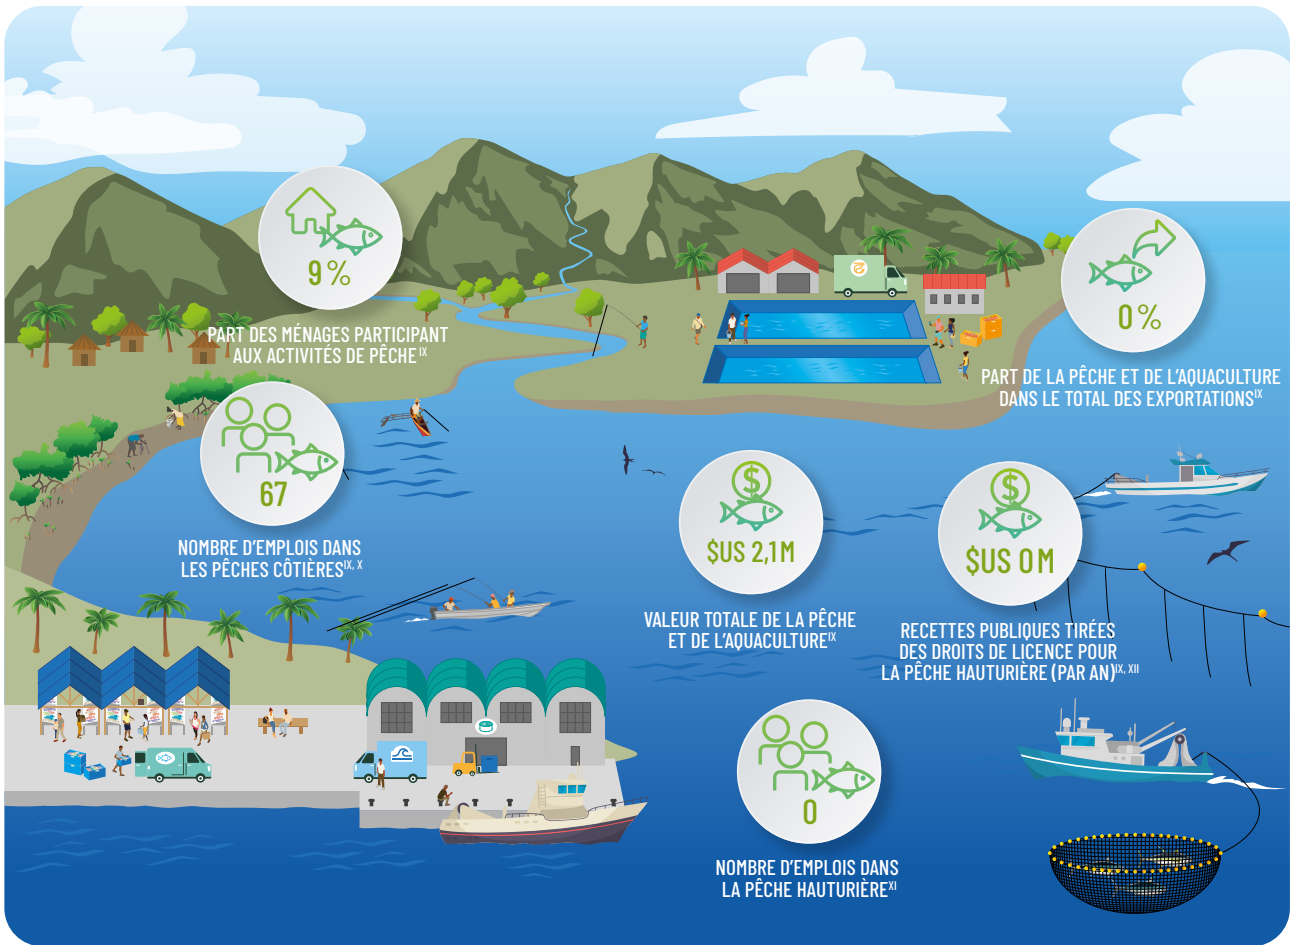 9 %
PART DES MÉNAGES PARTICIPANT
AUX ACTIVITÉS DE PÊCHE IX
0 %
PART DE LA PÊCHE ET DE L'AQUACULTURE
DANS LE TOTAL DES EXPORTATIONS IX
67
NOMBRE D'EMPLOIS DANS
LES PÊCHES CÔTIÈRES IX, X
$
$US 2,1 M
VALEUR TOTALE DE LA PÊCHE
ET DE L'AQUACULTURE IX
$
$US 0 M
RECETTES PUBLIQUES TIRÉES
DES DROITS DE LICENCE POUR
LA PÊCHE HAUTURIÈRE (PAR AN) IX, XII
0
NOMBRE D'EMPLOIS DANS
LA PÊCHE HAUTURIÈRE XI